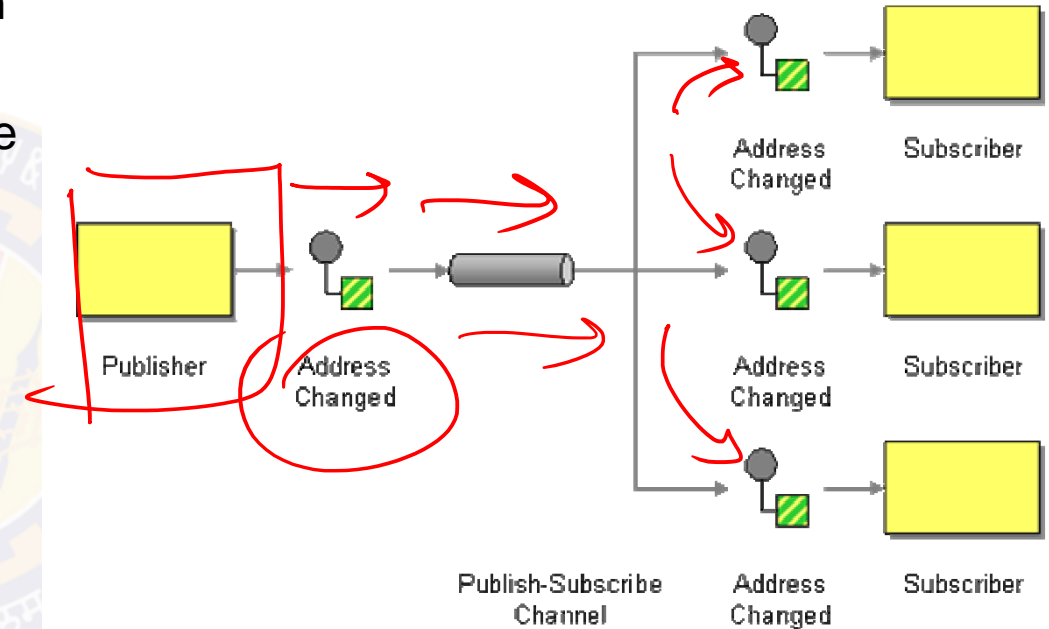 Address
Changed
Subscriber
Publisher
Address
Changed
Address
Changed
Subscriber
Publish-Subscribe
Channel
Address
Changed
Subscriber